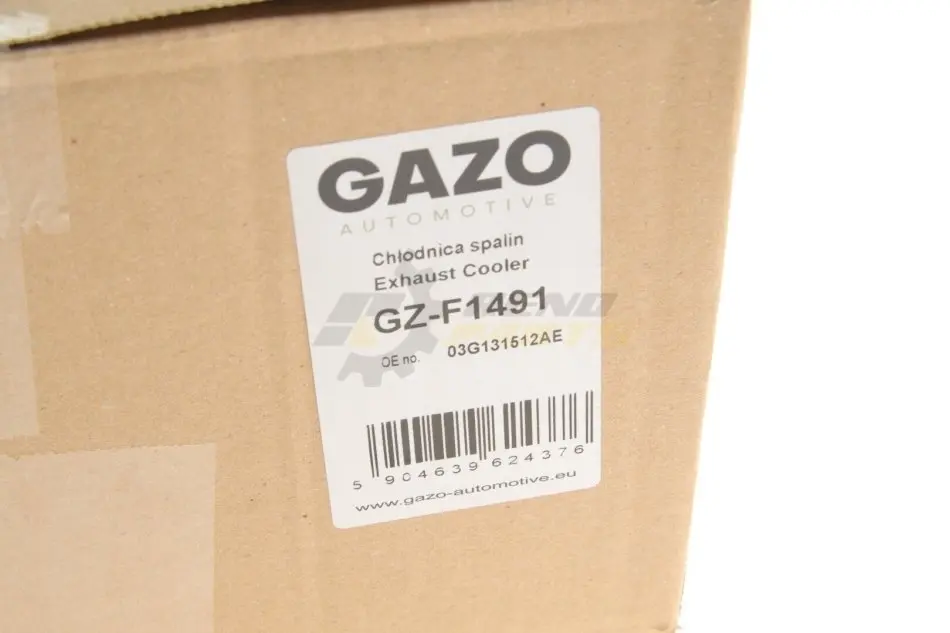 GAZO
AUTOMOTIVE
Chłodnica spalin
Exhaust Cooler
GZ-F1491
OE no. 03G131512AE
5 904639 624376
www.gazo-automotive.eu